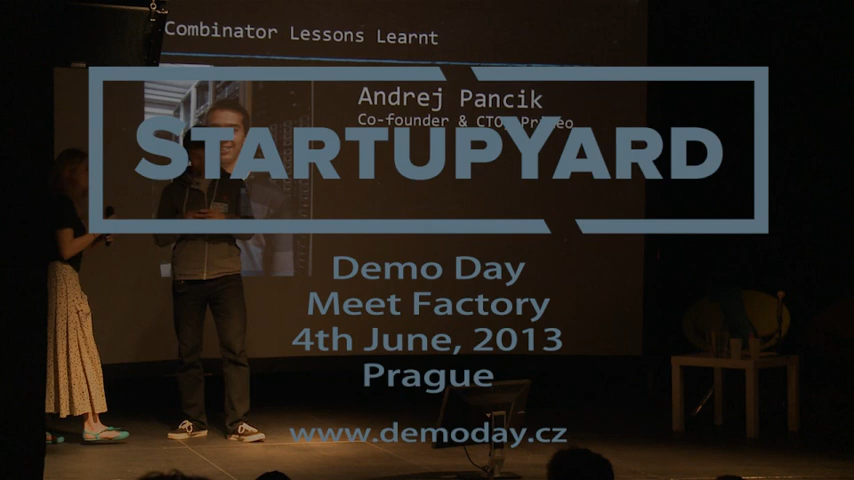 Combinator Lessons Learnt
Andrej Pancik
Co-founder & CTO,
STARTUPYARD
Demo Day
Meet Factory
4th June, 2013
Prague
www.demoday.cz